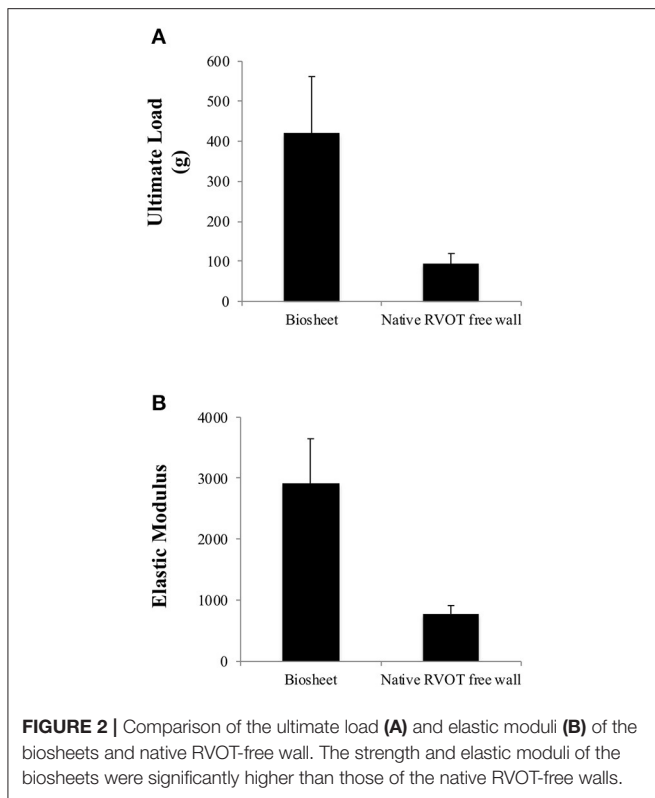 A
600
500
400
300
200
100
0
Ultimate Load
(g)
Biosheet Native RVOT free wall
B
4000
3000
2000
1000
0
Elastic Modulus
Biosheet Native RVOT free wall
FIGURE 2 | Comparison of the ultimate load (A) and elastic moduli (B) of the
biosheets and native RVOT-free wall. The strength and elastic moduli of the
biosheets were significantly higher than those of the native RVOT-free walls.